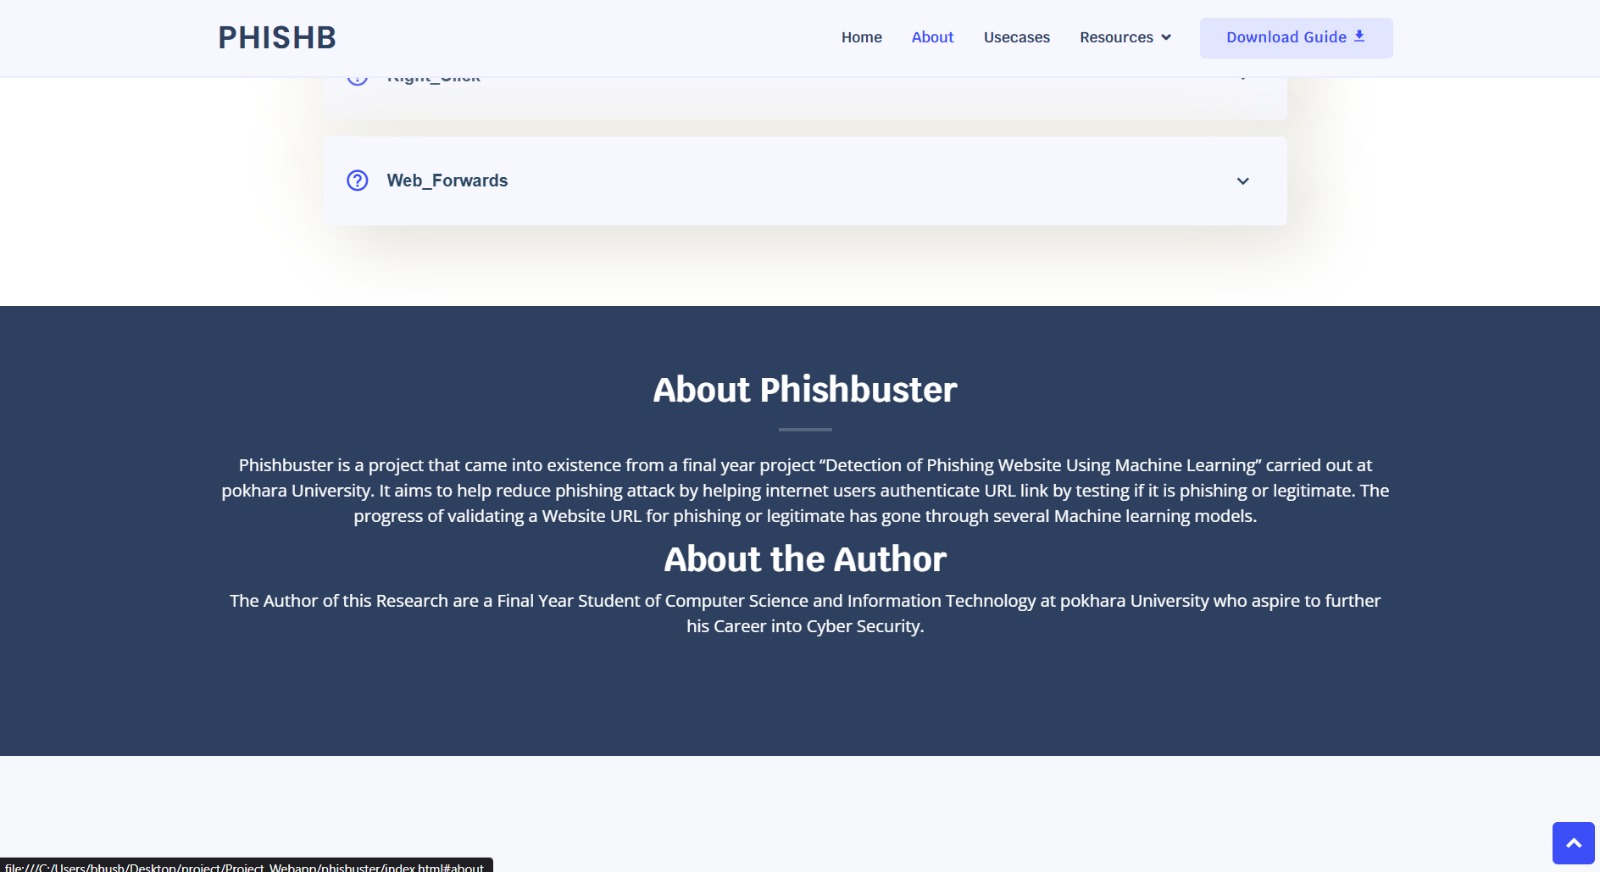 PHISHB
Home
About
Usecases
Resources
Download Guide
Right_Click
Web_Forwards
About Phishbuster
Phishbuster is a project that came into existence from a final year project “Detection of Phishing Website Using Machine Learning” carried out at
pokhara University. It aims to help reduce phishing attack by helping internet users authenticate URL link by testing if it is phishing or legitimate. The
progress of validating a Website URL for phishing or legitimate has gone through several Machine learning models.
About the Author
The Author of this Research are a Final Year Student of Computer Science and Information Technology at pokhara University who aspire to further
his Career into Cyber Security.
file:///C:/Users/bhush/Desktop/project/Project_Webapp/phisbuster/index.html#about